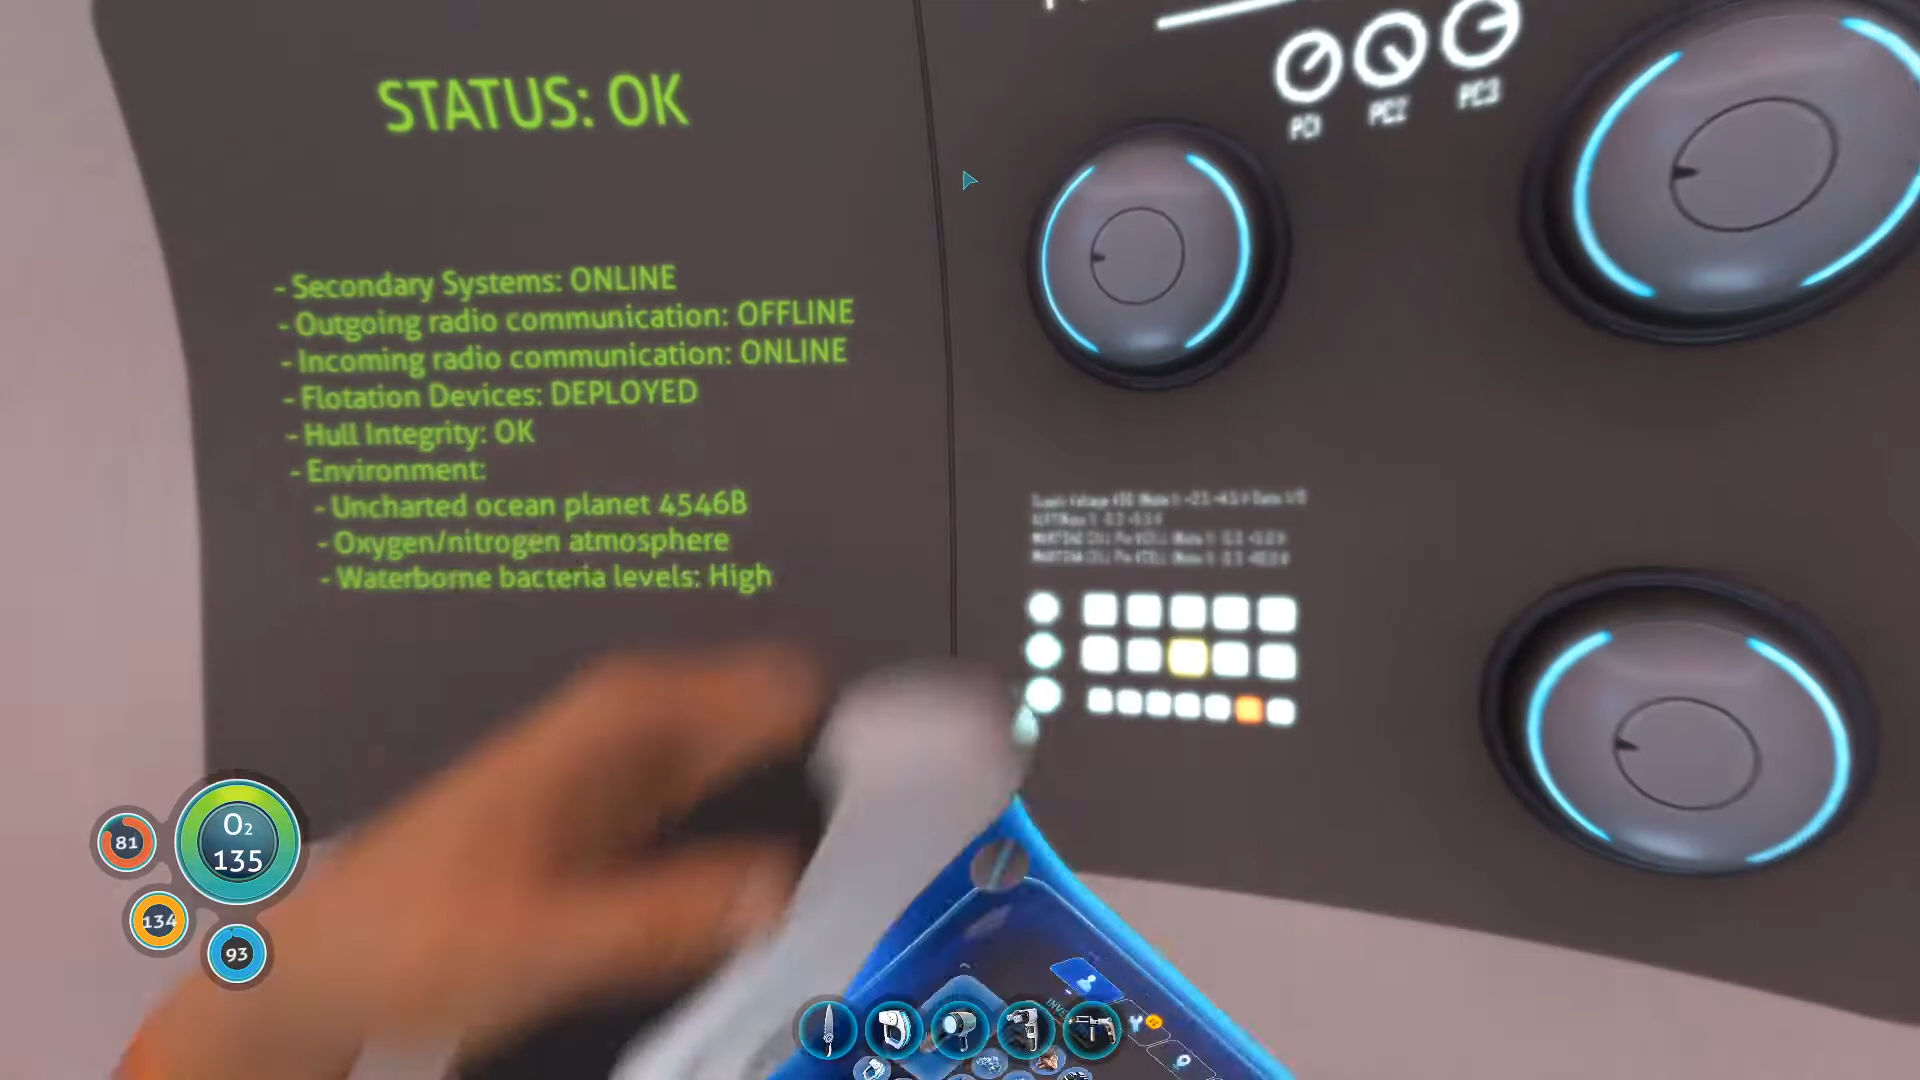 STATUS: OK
- Secondary Systems: ONLINE
- Outgoing radio communication: OFFLINE
- Incoming radio communication: ONLINE
- Flotation Devices: DEPLOYED
- Hull Integrity: OK
- Environment:
- Uncharted ocean planet 4546B
- Oxygen/nitrogen atmosphere
- Waterborne bacteria levels: High
PC1 PC2 PC3
81
O₂
135
134
93